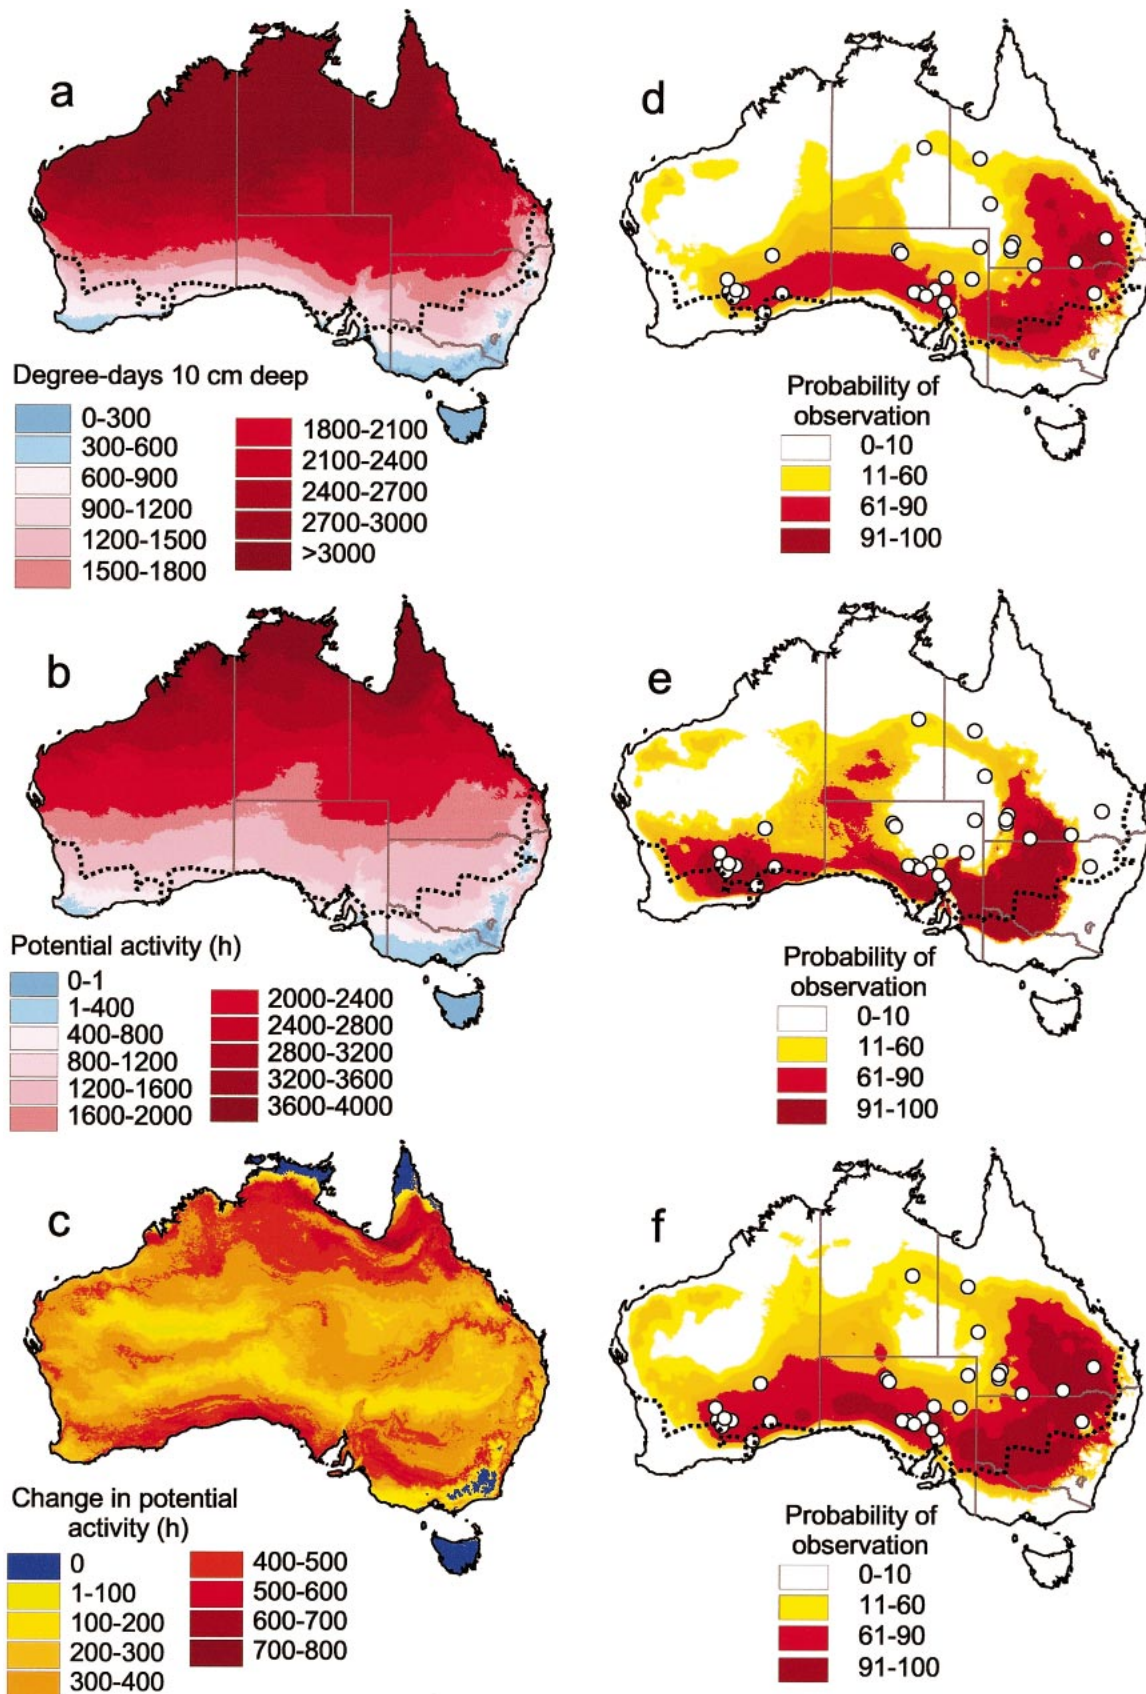 a
Degree-days 10 cm deep
0-300
300-600
600-900
900-1200
1200-1500
1500-1800
1800-2100
2100-2400
2400-2700
2700-3000
>3000
d
Probability of
observation
0-10
11-60
61-90
91-100
b
Potential activity (h)
0-1
1-400
400-800
800-1200
1200-1600
1600-2000
2000-2400
2400-2800
2800-3200
3200-3600
3600-4000
e
Probability of
observation
0-10
11-60
61-90
91-100
c
Change in potential
activity (h)
0
1-100
100-200
200-300
300-400
400-500
500-600
600-700
700-800
f
Probability of
observation
0-10
11-60
61-90
91-100